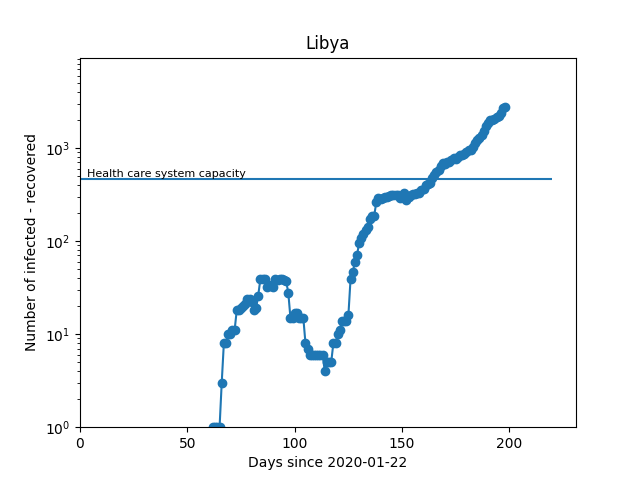 Libya
Number of infected - recovered
10³
10²
10¹
10⁰
Health care system capacity
0 50 100 150 200
Days since 2020-01-22